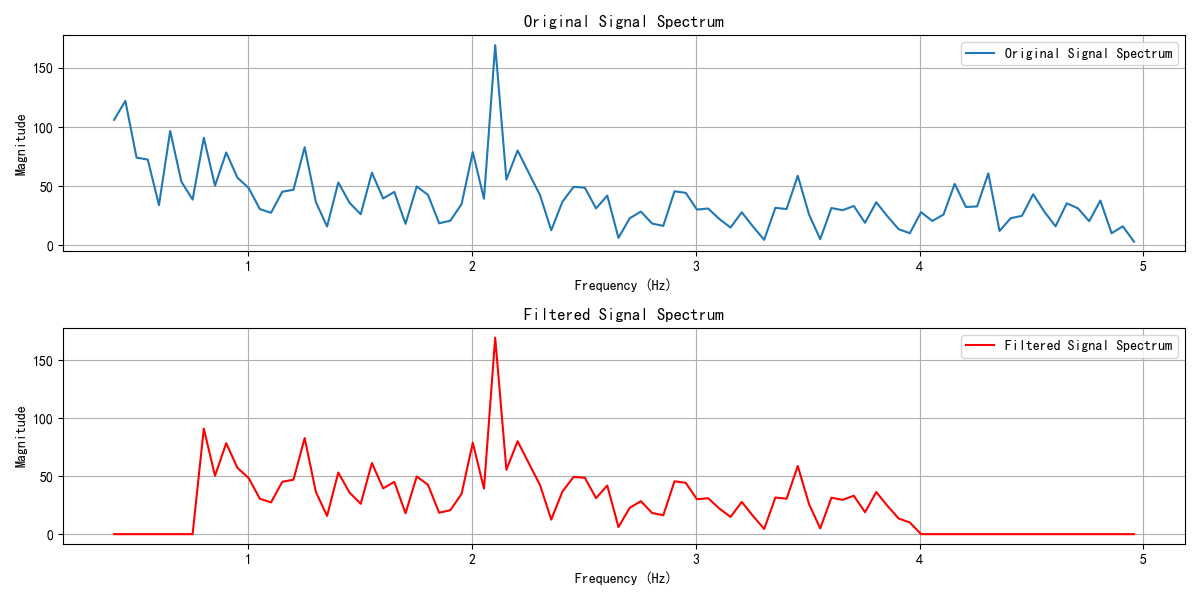 Original Signal Spectrum
Original Signal Spectrum
Magnitude
150
100
50
0
1 2 3 4 5
Frequency (Hz)
Filtered Signal Spectrum
Filtered Signal Spectrum
Magnitude
150
100
50
0
1 2 3 4 5
Frequency (Hz)